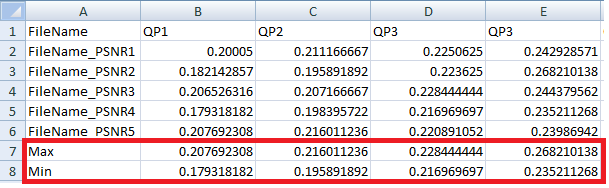 A B C D E
1 FileName QP1 QP2 QP3 QP3
2 FileName_PSNR1 0.20005 0.211166667 0.2250625 0.242928571
3 FileName_PSNR2 0.182142857 0.195891892 0.223625 0.268210138
4 FileName_PSNR3 0.206526316 0.207166667 0.228444444 0.244379562
5 FileName_PSNR4 0.179318182 0.198395722 0.216969697 0.235211268
6 FileName_PSNR5 0.207692308 0.216011236 0.220891052 0.23986942
7 Max 0.207692308 0.216011236 0.228444444 0.268210138
8 Min 0.179318182 0.195891892 0.216969697 0.235211268